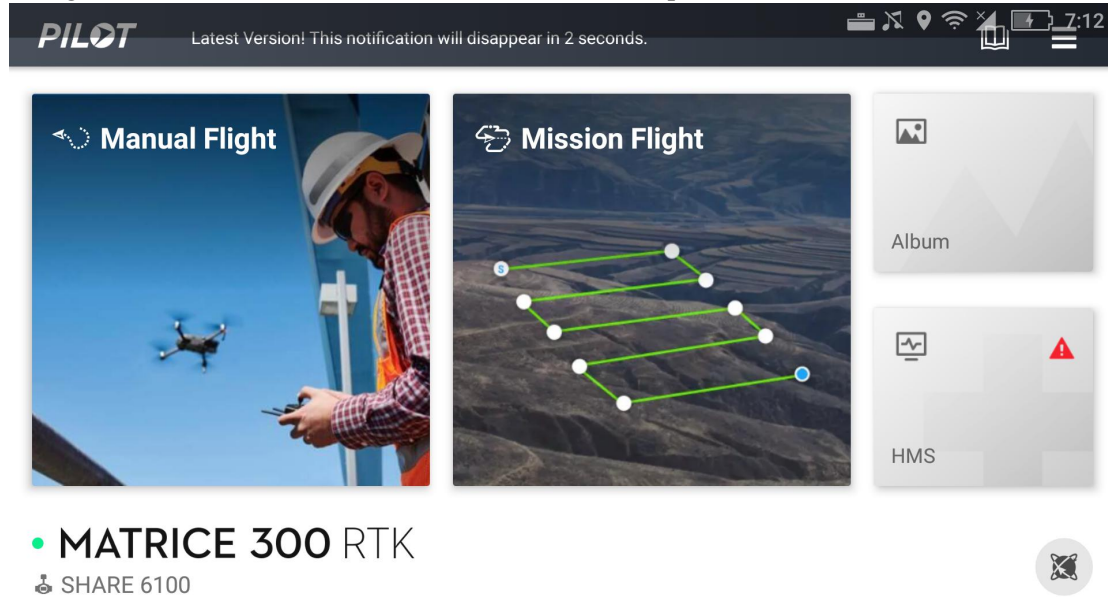 PILOT
Latest Version! This notification will disappear in 2 seconds.
7:12
Manual Flight
Mission Flight
S
Album
HMS
MATRICE 300 RTK
SHARE 6100